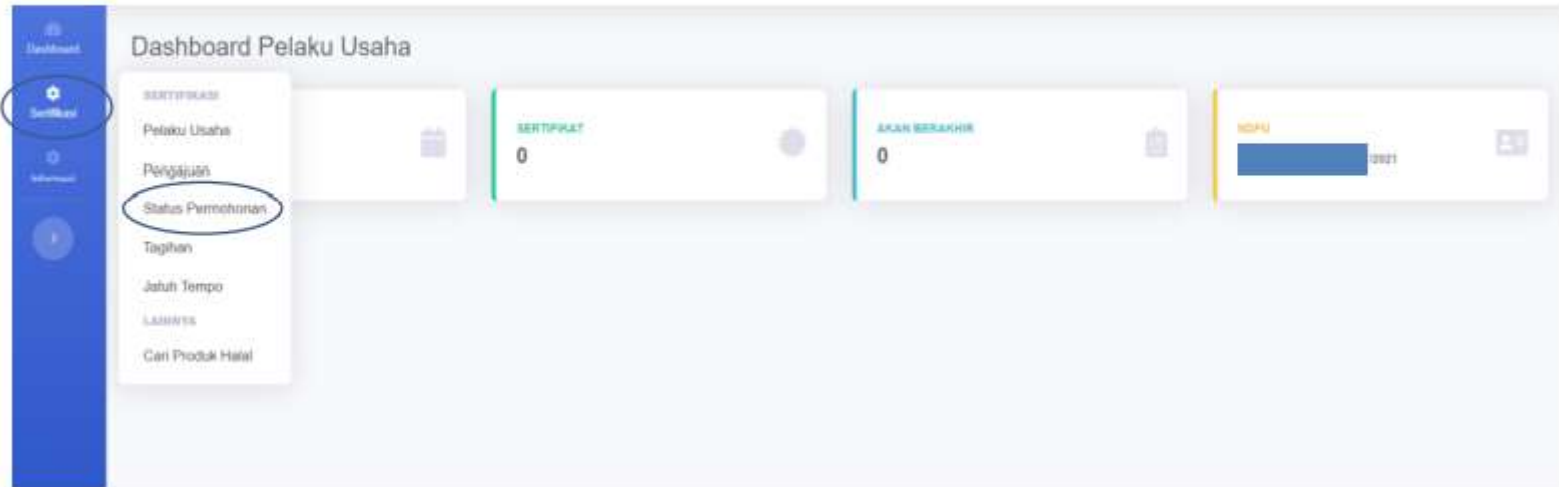 Dashboard
Sertifikasi
Informasi
Dashboard Pelaku Usaha
SERTIFIKASI
Pelaku Usaha
Pengajuan
Status Permohonan
Tagihan
Jatuh Tempo
LAINNYA
Cari Produk Halal
SERTIFIKAT
0
AKAN BERAKHIR
0
/2021